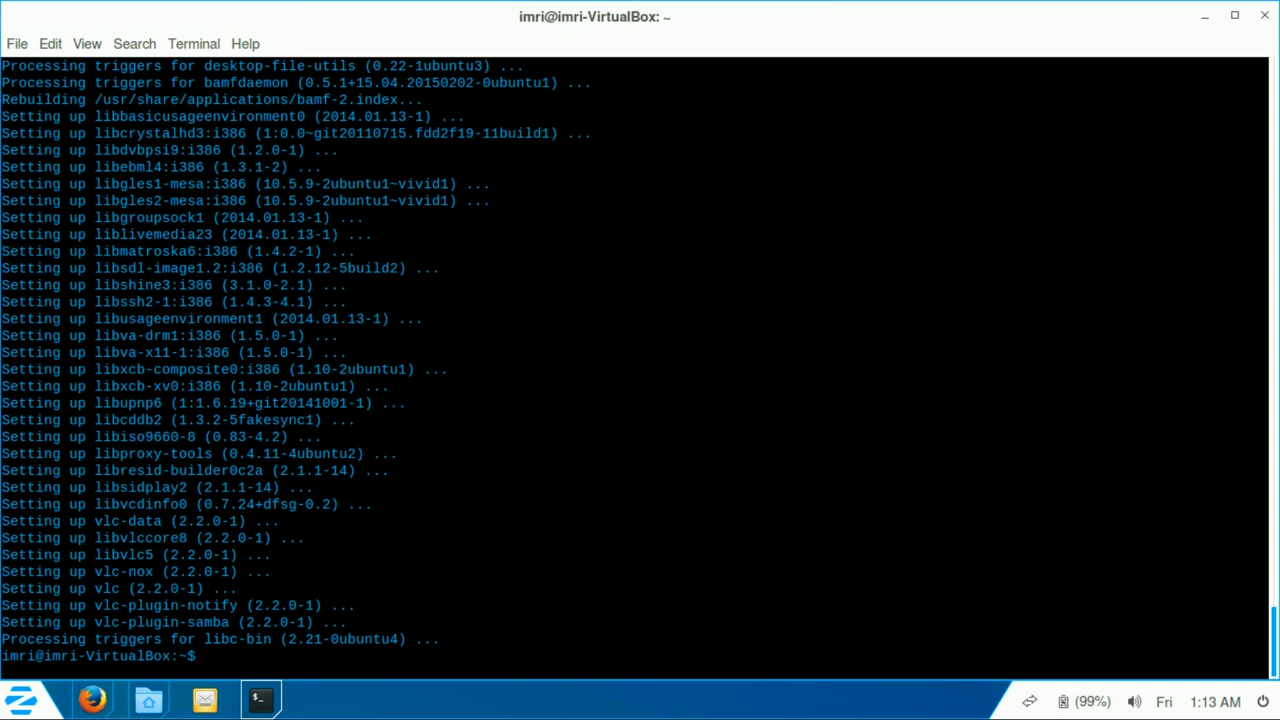 imri@imri-VirtualBox: ~
File Edit View Search Terminal Help
Processing triggers for desktop-file-utils (0.22-1ubuntu3) ...
Processing triggers for bamfdaemon (0.5.1+15.04.20150202-0ubuntu1) ...
Rebuilding /usr/share/applications/bamf-2.index...
Setting up libbasicusageenvironment0 (2014.01.13-1) ...
Setting up libcrystalhd3:i386 (1:0.0~git20110715.fdd2f19-11build1) ...
Setting up libdvbpsi9:i386 (1.2.0-1) ...
Setting up libebml4:i386 (1.3.1-2) ...
Setting up libgles1-mesa:i386 (10.5.9-2ubuntu1~vivid1) ...
Setting up libgles2-mesa:i386 (10.5.9-2ubuntu1~vivid1) ...
Setting up libgroupsock1 (2014.01.13-1) ...
Setting up liblivemedia23 (2014.01.13-1) ...
Setting up libmatroska6:i386 (1.4.2-1) ...
Setting up libsdl-image1.2:i386 (1.2.12-5build2) ...
Setting up libshine3:i386 (3.1.0-2.1) ...
Setting up libssh2-1:i386 (1.4.3-4.1) ...
Setting up libusageenvironment1 (2014.01.13-1) ...
Setting up libva-drm1:i386 (1.5.0-1) ...
Setting up libva-x11-1:i386 (1.5.0-1) ...
Setting up libxcb-composite0:i386 (1.10-2ubuntu1) ...
Setting up libxcb-xv0:i386 (1.10-2ubuntu1) ...
Setting up libupnp6 (1:1.6.19+git20141001-1) ...
Setting up libcddb2 (1.3.2-5fakesync1) ...
Setting up libiso9660-8 (0.83-4.2) ...
Setting up libproxy-tools (0.4.11-4ubuntu2) ...
Setting up libresid-builder0c2a (2.1.1-14) ...
Setting up libsidplay2 (2.1.1-14) ...
Setting up libvcdinfo0 (0.7.24+dfsg-0.2) ...
Setting up vlc-data (2.2.0-1) ...
Setting up libvlccore8 (2.2.0-1) ...
Setting up libvlc5 (2.2.0-1) ...
Setting up vlc-nox (2.2.0-1) ...
Setting up vlc (2.2.0-1) ...
Setting up vlc-plugin-notify (2.2.0-1) ...
Setting up vlc-plugin-samba (2.2.0-1) ...
Processing triggers for libc-bin (2.21-0ubuntu4) ...
imri@imri-VirtualBox:~$
(99%) Fri 1:13 AM